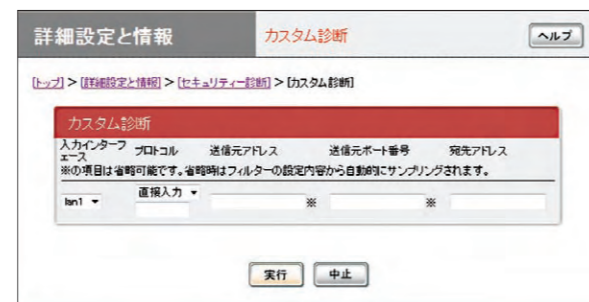 詳細設定と情報
カスタム診断
ヘルプ
[トップ] > [詳細設定と情報] > [セキュリティー診断] > [カスタム診断]
カスタム診断
入力インターフェース プロトコル 送信元アドレス 送信元ポート番号 宛先アドレス
※の項目は省略可能です。省略時はフィルターの設定内容から自動的にサンプリングされます。
lan1 直接入力 ※ ※
実行 中止